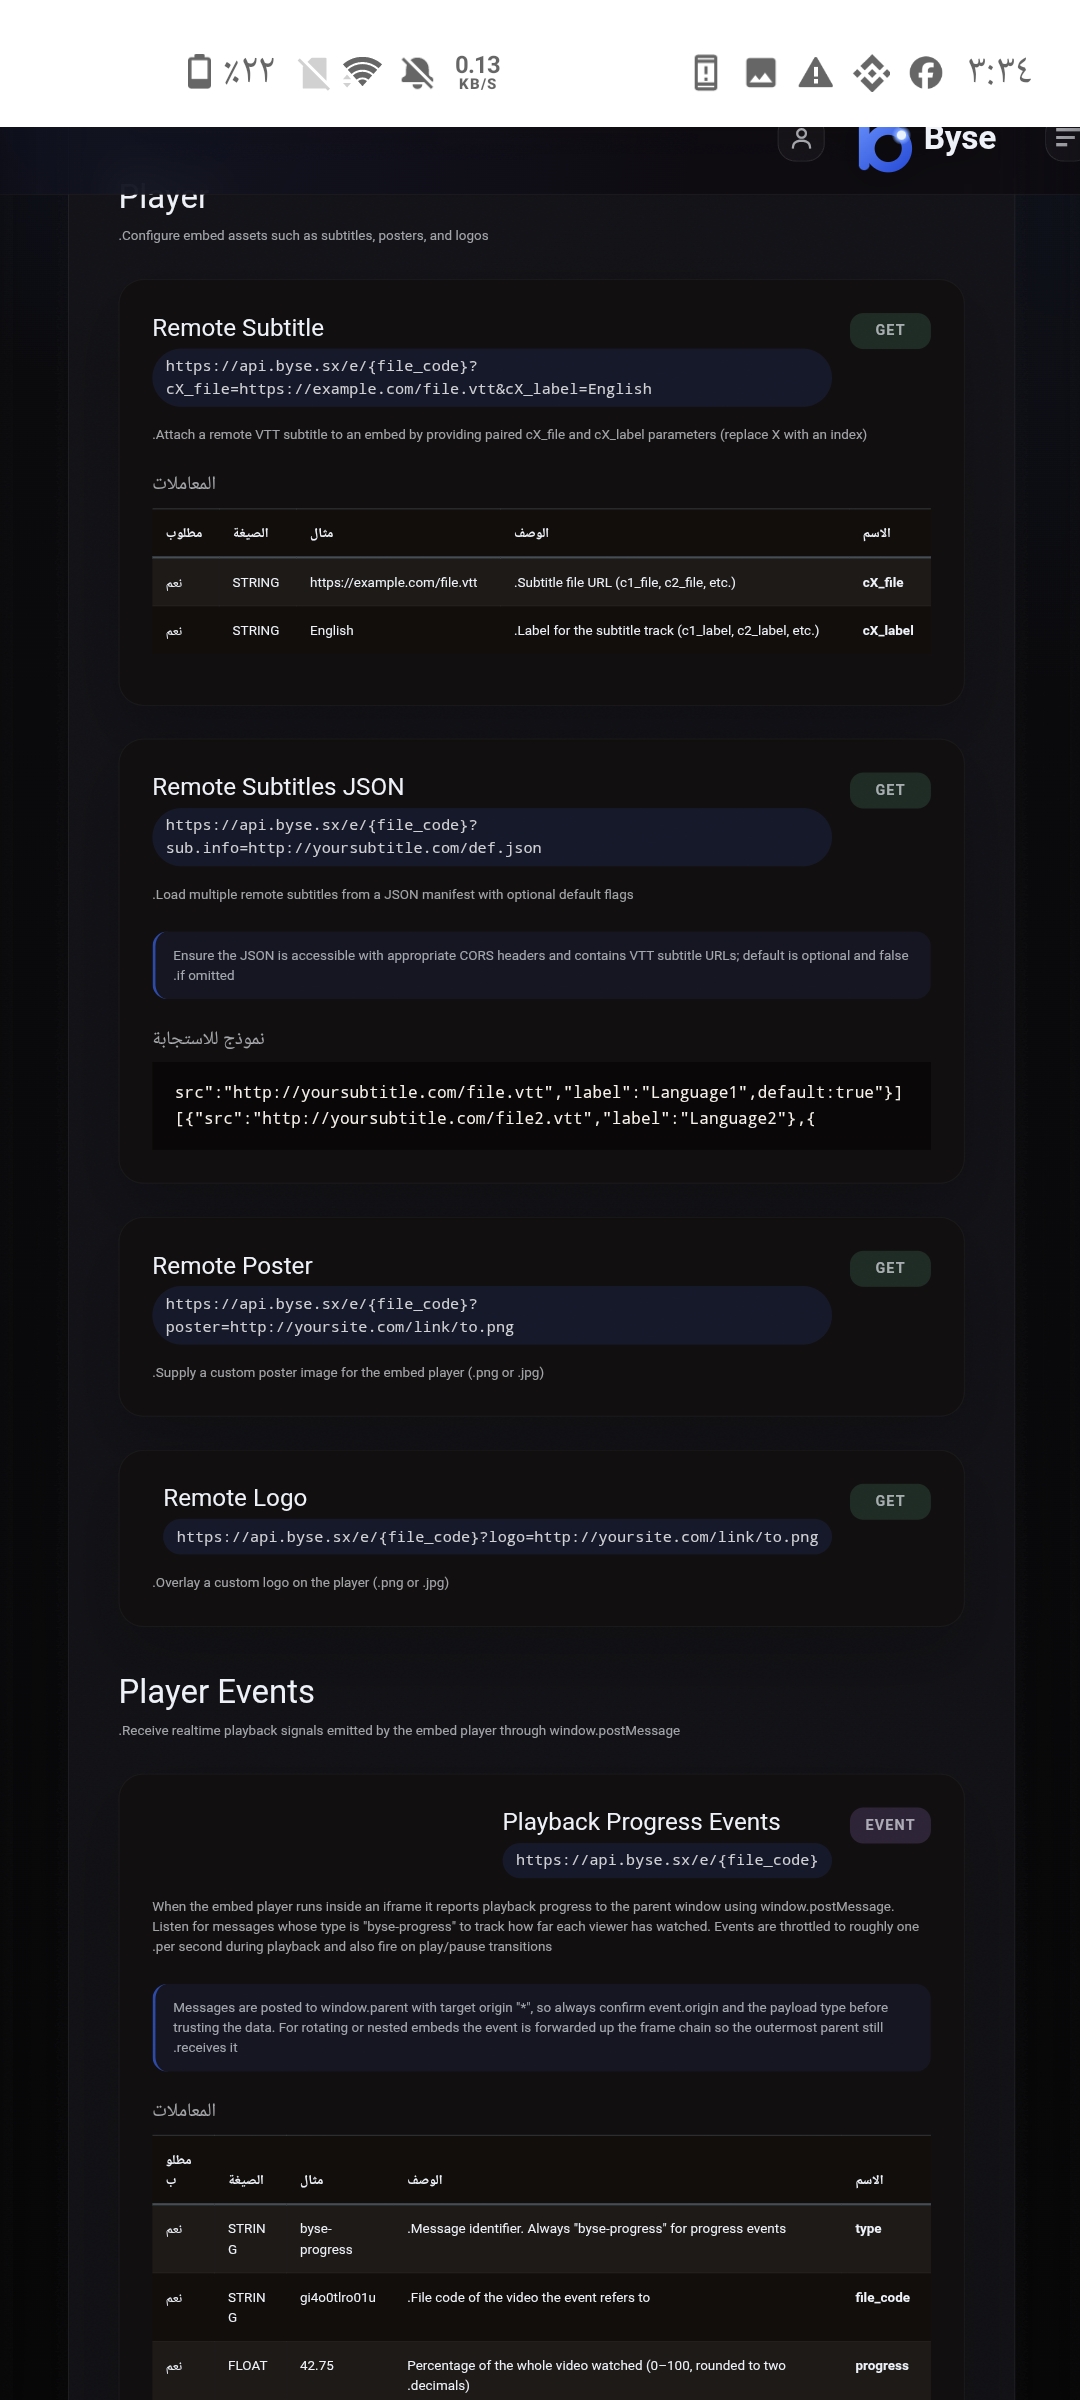 ٪٢٢
0.13
KB/S
٣:٣٤
Byse
Player
.Configure embed assets such as subtitles, posters, and logos
Remote Subtitle
GET
https://api.byse.sx/e/{file_code}?
cX_file=https://example.com/file.vtt&cX_label=English
.Attach a remote VTT subtitle to an embed by providing paired cX_file and cX_label parameters (replace X with an index)
المعاملات
الاسم الوصف مثال الصيغة مطلوب
cX_file .Subtitle file URL (c1_file, c2_file, etc.) https://example.com/file.vtt STRING نعم
cX_label .Label for the subtitle track (c1_label, c2_label, etc.) English STRING نعم
Remote Subtitles JSON
GET
https://api.byse.sx/e/{file_code}?
sub.info=http://yoursubtitle.com/def.json
.Load multiple remote subtitles from a JSON manifest with optional default flags
Ensure the JSON is accessible with appropriate CORS headers and contains VTT subtitle URLs; default is optional and false
.if omitted
نموذج للاستجابة
src":"http://yoursubtitle.com/file.vtt","label":"Language1",default:true"}]
[{"src":"http://yoursubtitle.com/file2.vtt","label":"Language2"},{
Remote Poster
GET
https://api.byse.sx/e/{file_code}?
poster=http://yoursite.com/link/to.png
.Supply a custom poster image for the embed player (.png or .jpg)
Remote Logo
GET
https://api.byse.sx/e/{file_code}?logo=http://yoursite.com/link/to.png
.Overlay a custom logo on the player (.png or .jpg)
Player Events
.Receive realtime playback signals emitted by the embed player through window.postMessage
Playback Progress Events
EVENT
https://api.byse.sx/e/{file_code}
When the embed player runs inside an iframe it reports playback progress to the parent window using window.postMessage.
Listen for messages whose type is "byse-progress" to track how far each viewer has watched. Events are throttled to roughly one
.per second during playback and also fire on play/pause transitions
Messages are posted to window.parent with target origin "*", so always confirm event.origin and the payload type before
trusting the data. For rotating or nested embeds the event is forwarded up the frame chain so the outermost parent still
.receives it
المعاملات
مطلو
الاسم الوصف مثال الصيغة ب
type .Message identifier. Always "byse-progress" for progress events byse- STRIN نعم
progress G
file_code .File code of the video the event refers to gi4o0tlro01u STRIN نعم
G
progress Percentage of the whole video watched (0–100, rounded to two 42.75 FLOAT نعم
.decimals)